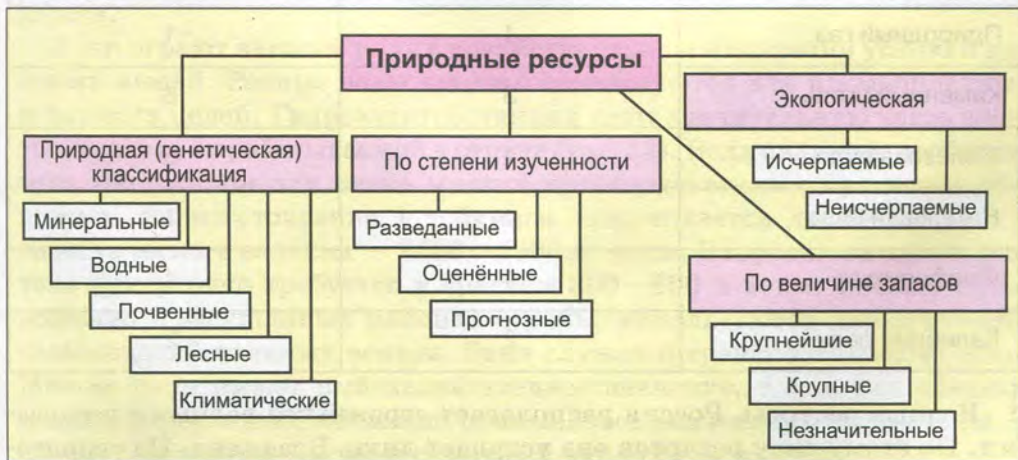 Природные ресурсы
Природная (генетическая)
классификация
Минеральные
Водные
Почвенные
Лесные
Климатические
По степени изученности
Разведанные
Оценённые
Прогнозные
Экологическая
Исчерпаемые
Неисчерпаемые
По величине запасов
Крупнейшие
Крупные
Незначительные